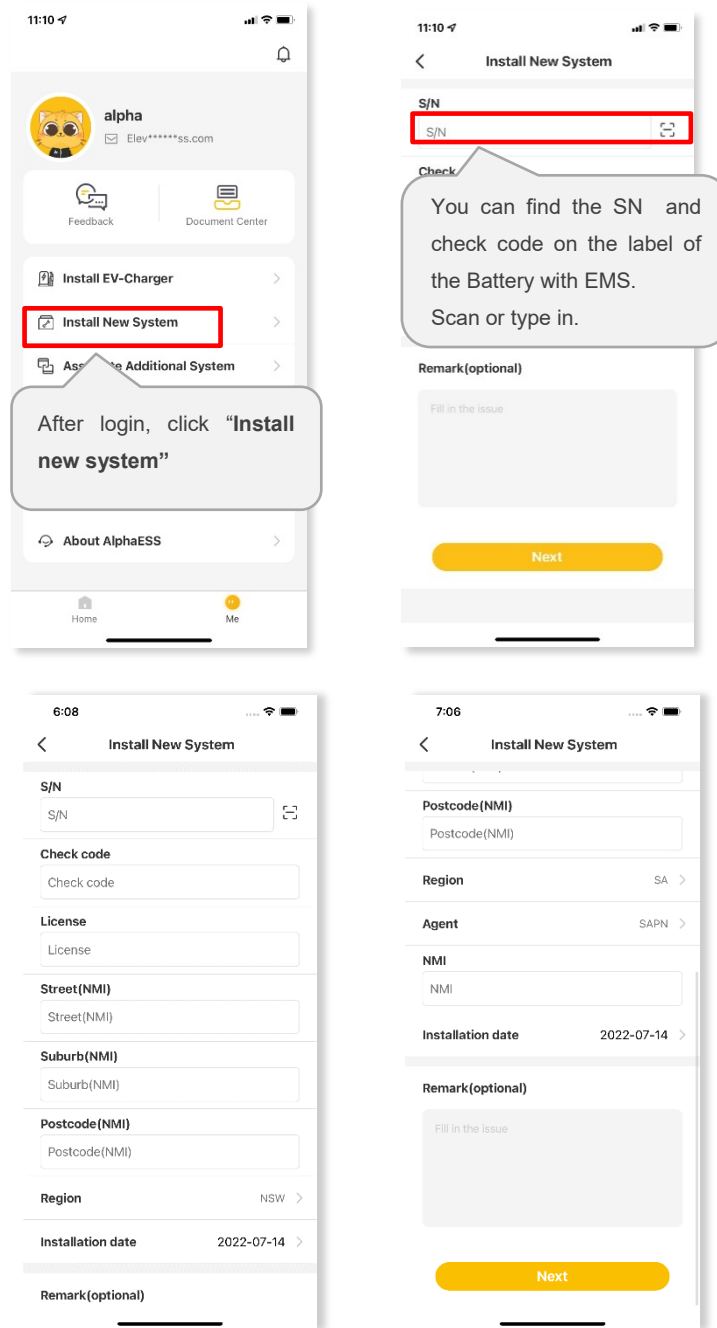 11:10
alpha
Elev******ss.com
Feedback
Document Center
Install EV-Charger
Install New System
Additional System
After login, click “Install
new system”
About AlphaESS
Home
Me
11:10
Install New System
S/N
S/N
Check
You can find the SN and
check code on the label of
the Battery with EMS.
Scan or type in.
Remark(optional)
Fill in the issue
Next
6:08
Install New System
S/N
S/N
Check code
Check code
License
License
Street(NMI)
Street(NMI)
Suburb(NMI)
Suburb(NMI)
Postcode(NMI)
Postcode(NMI)
Region NSW
Installation date 2022-07-14
Remark(optional)
7:06
Install New System
Postcode(NMI)
Postcode(NMI)
Region SA
Agent SAPN
NMI
NMI
Installation date 2022-07-14
Remark(optional)
Fill in the issue
Next